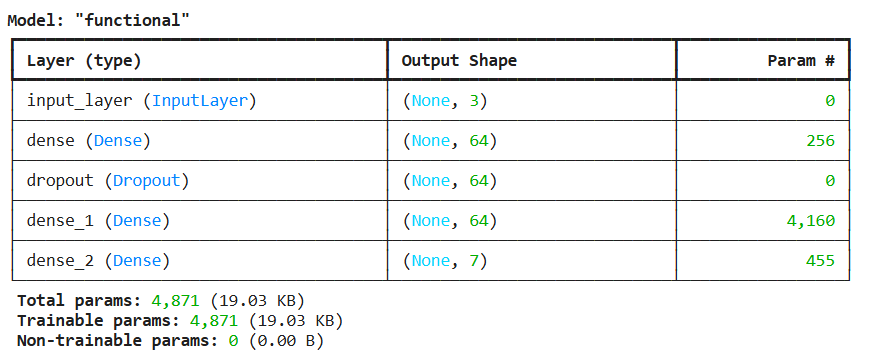 Model: "functional"
Layer (type) Output Shape Param #
input_layer (InputLayer) (None, 3) 0
dense (Dense) (None, 64) 256
dropout (Dropout) (None, 64) 0
dense_1 (Dense) (None, 64) 4,160
dense_2 (Dense) (None, 7) 455
Total params: 4,871 (19.03 KB)
Trainable params: 4,871 (19.03 KB)
Non-trainable params: 0 (0.00 B)